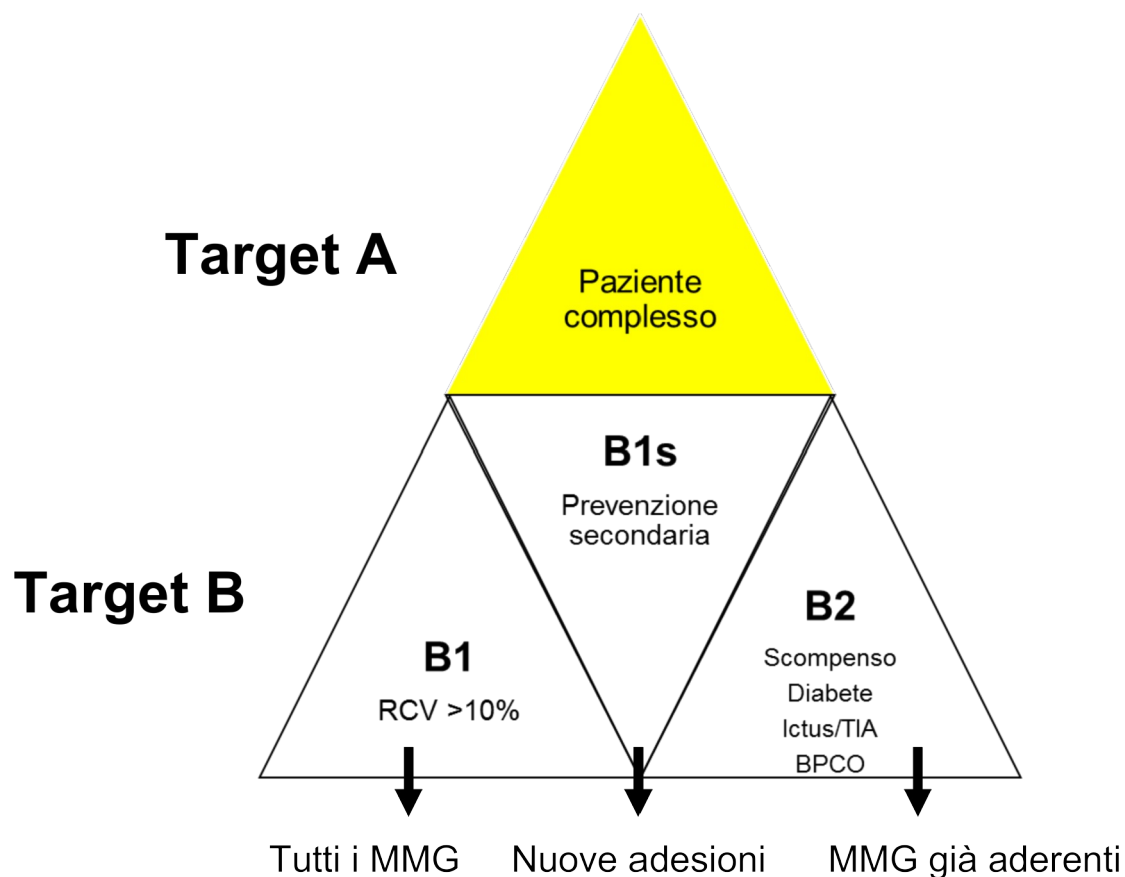 Target A
Paziente
complesso
B1s
Prevenzione
secondaria
Target B
B1
RCV >10%
B2
Scompenso
Diabete
Ictus/TIA
BPCO
Tutti i MMG
Nuove adesioni
MMG già aderenti